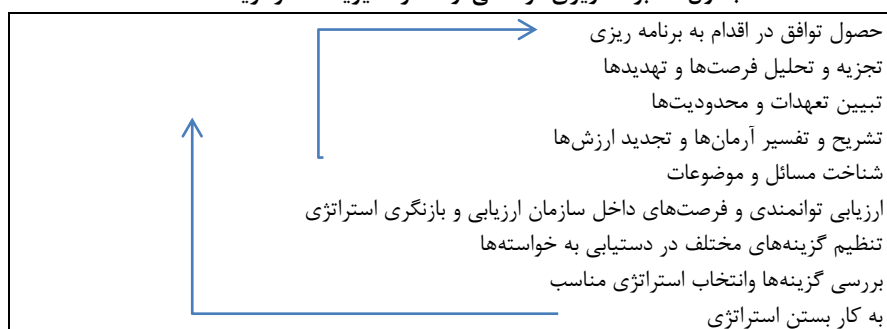 حصول توافق در اقدام به برنامه ریزی
تجزیه و تحلیل فرصت‌ها و تهدیدها
تبیین تعهدات و محدودیت‌ها
تشریح و تفسیر آرمان‌ها و تجدید ارزش‌ها
شناخت مسائل و موضوعات
ارزیابی توانمندی و فرصت‌های داخل سازمان ارزیابی و بازنگری استراتژی
تنظیم گزینه‌های مختلف در دستیابی به خواسته‌ها
بررسی گزینه‌ها وانتخاب استراتژی مناسب
به کار بستن استراتژی